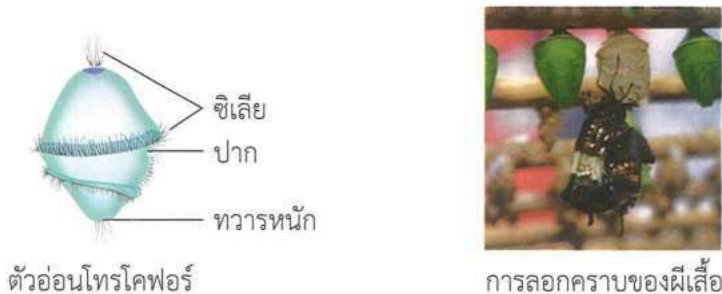 ซิเลีย
ปาก
ทวารหนัก
ตัวอ่อนโทรโคฟอร์
การลอกคราบของผีเสื้อ